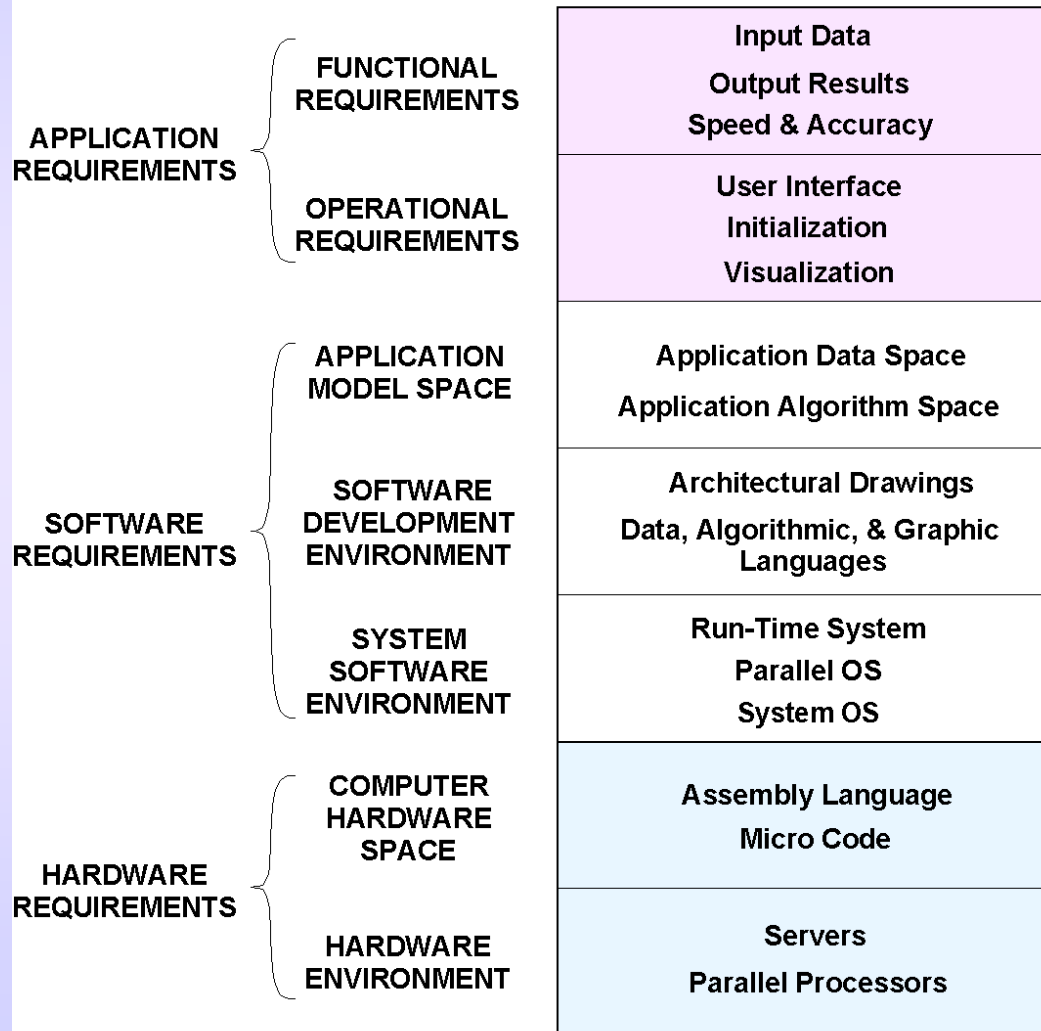 APPLICATION
REQUIREMENTS
FUNCTIONAL
REQUIREMENTS
Input Data
Output Results
Speed & Accuracy
OPERATIONAL
REQUIREMENTS
User Interface
Initialization
Visualization
SOFTWARE
REQUIREMENTS
APPLICATION
MODEL SPACE
Application Data Space
Application Algorithm Space
SOFTWARE
DEVELOPMENT
ENVIRONMENT
Architectural Drawings
Data, Algorithmic, & Graphic
Languages
SYSTEM
SOFTWARE
ENVIRONMENT
Run-Time System
Parallel OS
System OS
HARDWARE
REQUIREMENTS
COMPUTER
HARDWARE
SPACE
Assembly Language
Micro Code
HARDWARE
ENVIRONMENT
Servers
Parallel Processors